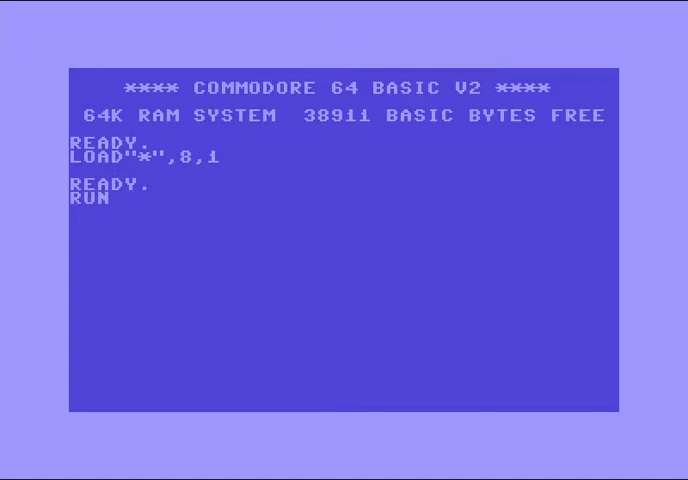 **** COMMODORE 64 BASIC V2 ****
64K RAM SYSTEM 38911 BASIC BYTES FREE
READY.
LOAD"*",8,1
READY.
RUN